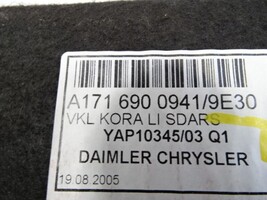 A171 690 0941/9E30
VKL KORA LI SDARS
YAP10345/03 Q1
DAIMLER CHRYSLER
19.08.2005